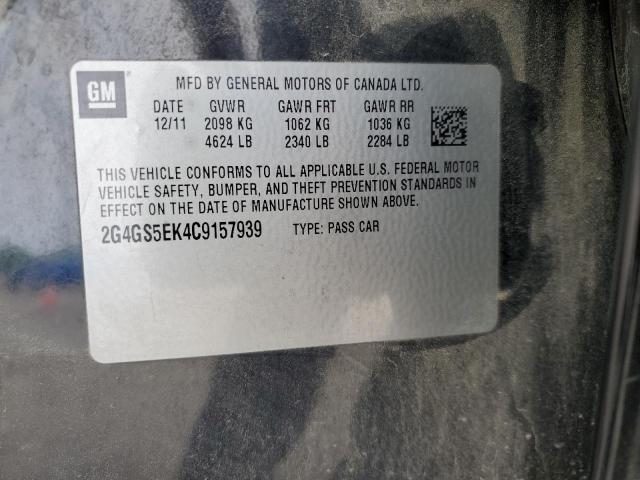 GM
MFD BY GENERAL MOTORS OF CANADA LTD.
DATE GVWR GAWR FRT GAWR RR
12/11 2098 KG 1062 KG 1036 KG
4624 LB 2340 LB 2284 LB
THIS VEHICLE CONFORMS TO ALL APPLICABLE U.S. FEDERAL MOTOR
VEHICLE SAFETY, BUMPER, AND THEFT PREVENTION STANDARDS IN
EFFECT ON THE DATE OF MANUFACTURE SHOWN ABOVE.
2G4GS5EK4C9157939 TYPE: PASS CAR